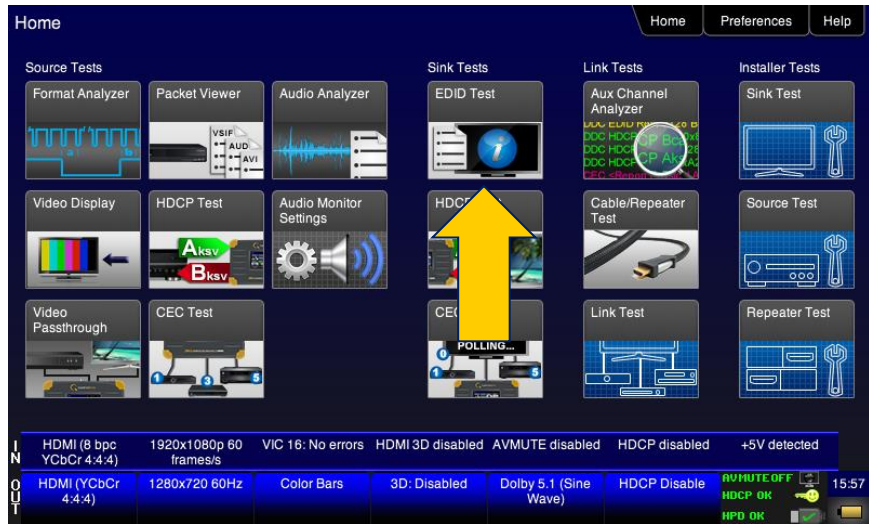 Home
Home
Preferences
Help
Source Tests
Sink Tests
Link Tests
Installer Tests
Format Analyzer
Packet Viewer
Audio Analyzer
EDID Test
Aux Channel
Analyzer
Sink Test
VSIF
AUD
AVI
Video Display
HDCP Test
Audio Monitor
Settings
Cable/Repeater
Test
Source Test
Aksv
Bksv
Video
Passthrough
CEC Test
Link Test
Repeater Test
POLLING...
0
1
3
5
5
IN
HDMI (8 bpc
YCbCr 4:4:4)
1920x1080p 60
frames/s
VIC 16: No errors
HDMI 3D disabled
AVMUTE disabled
HDCP disabled
+5V detected
OUT
HDMI (YCbCr
4:4:4)
1280x720 60Hz
Color Bars
3D: Disabled
Dolby 5.1 (Sine
Wave)
HDCP Disable
AVMUTE OFF
HDCP OK
HPD OK
15:57